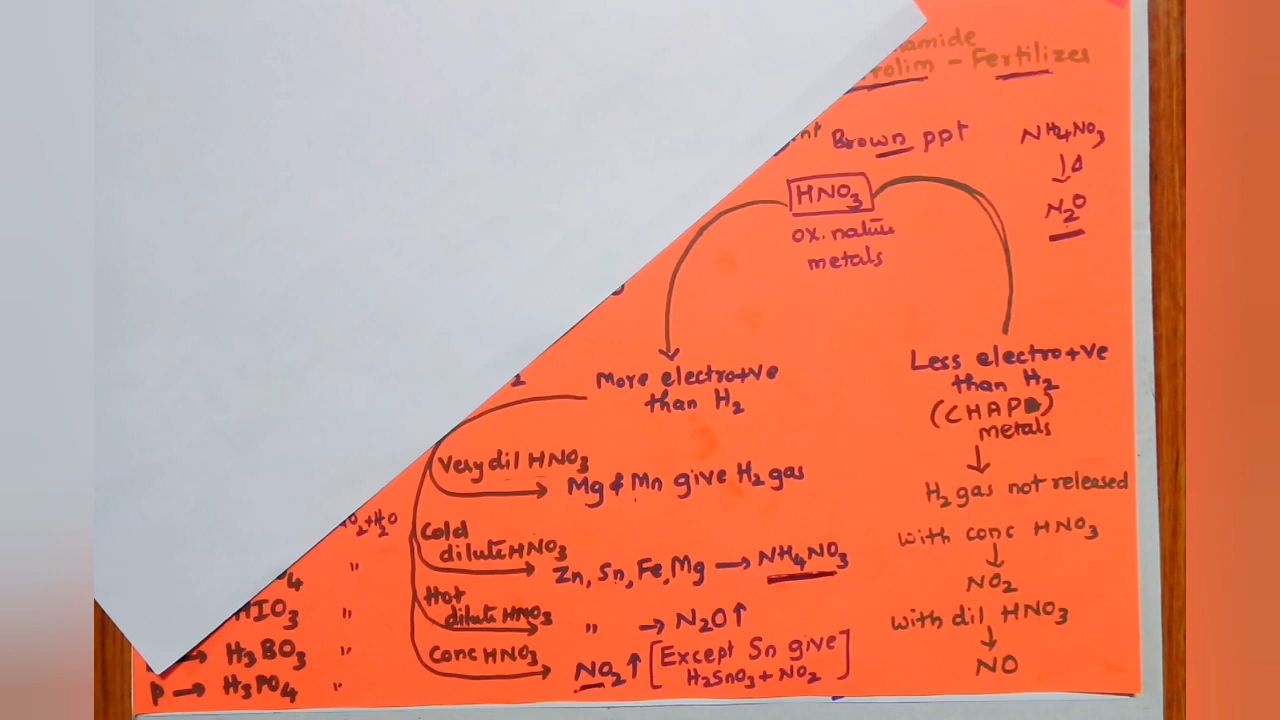 - Fertilizer
Brown ppt
NH4NO3
Δ
N2O
HNO3
ox. nature
metals
More electro+ve
than H2
Less electro+ve
than H2
(CHAP)
metals
H2 gas not released
with conc HNO3
NO2
with dil HNO3
NO
Very dil HNO3
Mg & Mn give H2 gas
Cold
dilute HNO3
Zn, Sn, Fe, Mg → NH4NO3
Hot
dilute HNO3
" → N2O ↑
Conc HNO3
NO2 ↑ [Except Sn give
H2SnO3 + NO2]
+ H2O
"
HIO3 "
→ H3BO3 "
P → H3PO4 "